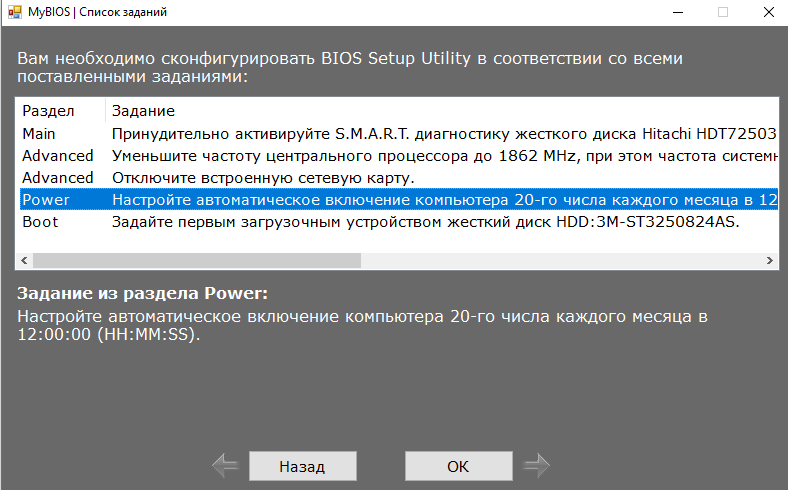 MyBIOS | Список заданий
Вам необходимо сконфигурировать BIOS Setup Utility в соответствии со всеми
поставленными заданиями:
Раздел Задание
Main Принудительно активируйте S.M.A.R.T. диагностику жесткого диска Hitachi HDT72503
Advanced Уменьшите частоту центрального процессора до 1862 MHz, при этом частота систем
Advanced Отключите встроенную сетевую карту.
Power Настройте автоматическое включение компьютера 20-го числа каждого месяца в 12
Boot Задайте первым загрузочным устройством жесткий диск HDD:3M-ST3250824AS.
Задание из раздела Power:
Настройте автоматическое включение компьютера 20-го числа каждого месяца в
12:00:00 (HH:MM:SS).
Назад OK